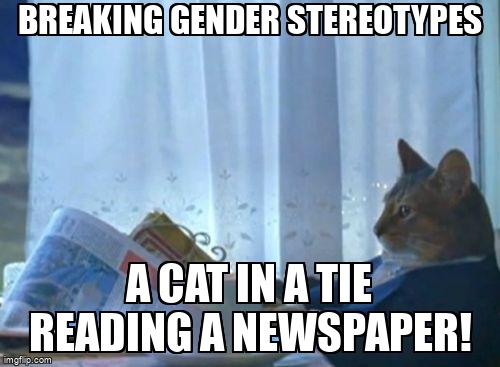 BREAKING GENDER STEREOTYPES
A CAT IN A TIE
READING A NEWSPAPER!
imgflip.com